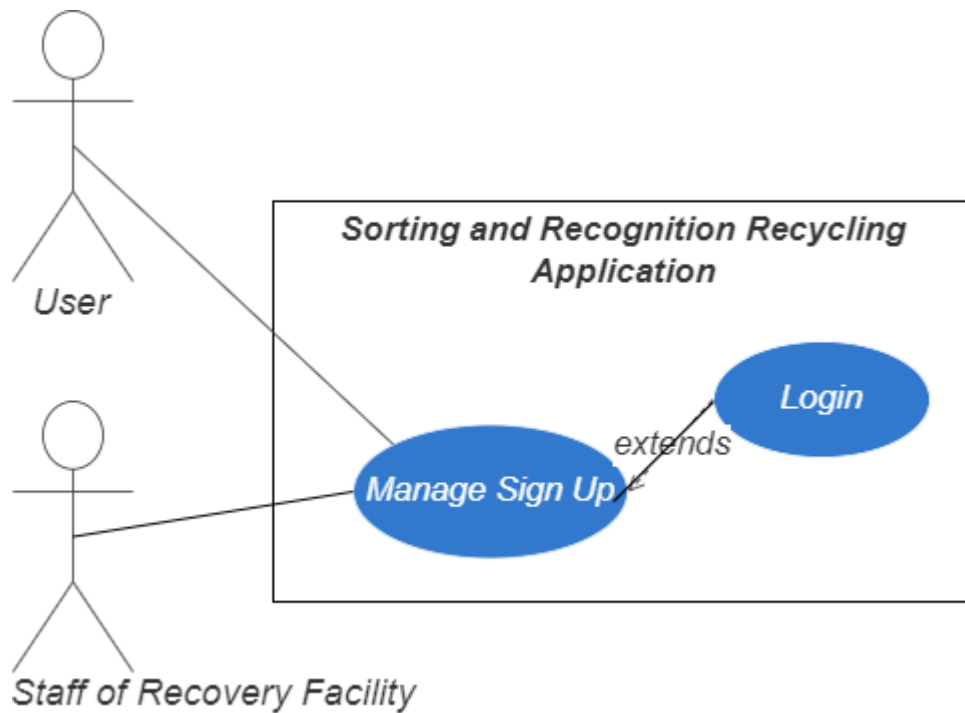 User
Sorting and Recognition Recycling
Application
Login
extends
Manage Sign Up
Staff of Recovery Facility